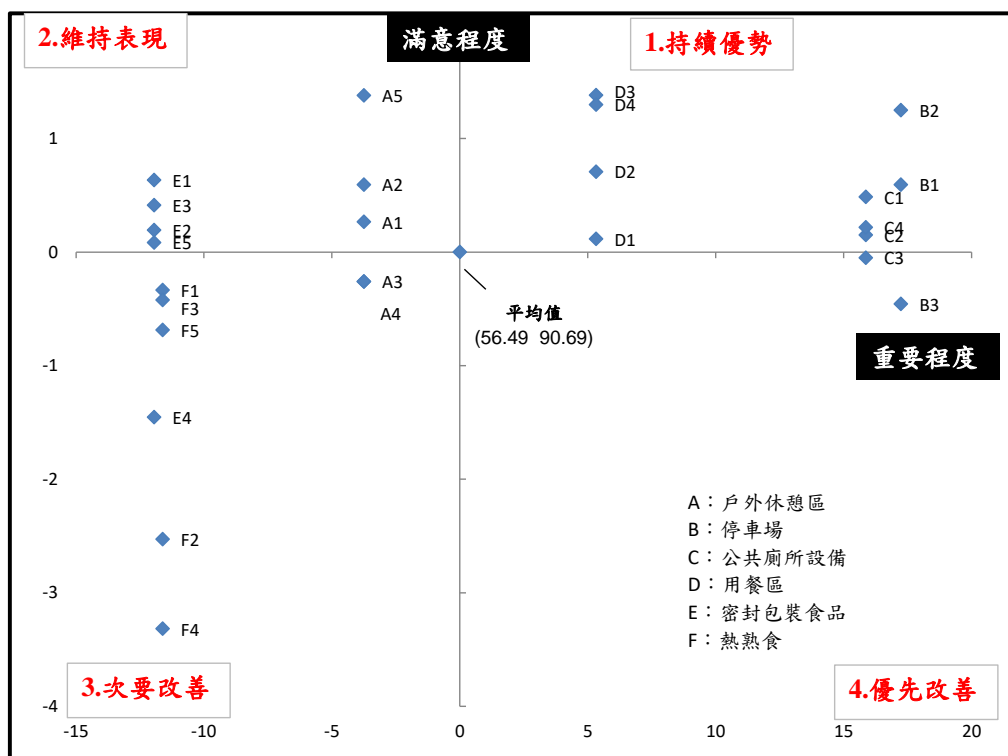 2.維持表現
滿意程度
1.持續優勢
A5
D3
D4
B2
1
E1
A2
D2
B1
E3
C1
E2
A1
C4
E5
D1
C2
0
C3
A3
F1
平均值
B3
F3
A4
(56.49 90.69)
F5
重要程度
-1
E4
-2
A：戶外休憩區
B：停車場
F2
C：公共廁所設備
D：用餐區
-3
E：密封包裝食品
F4
F：熱熟食
3.次要改善
4.優先改善
-4
-15 -10 -5 0 5 10 15 20